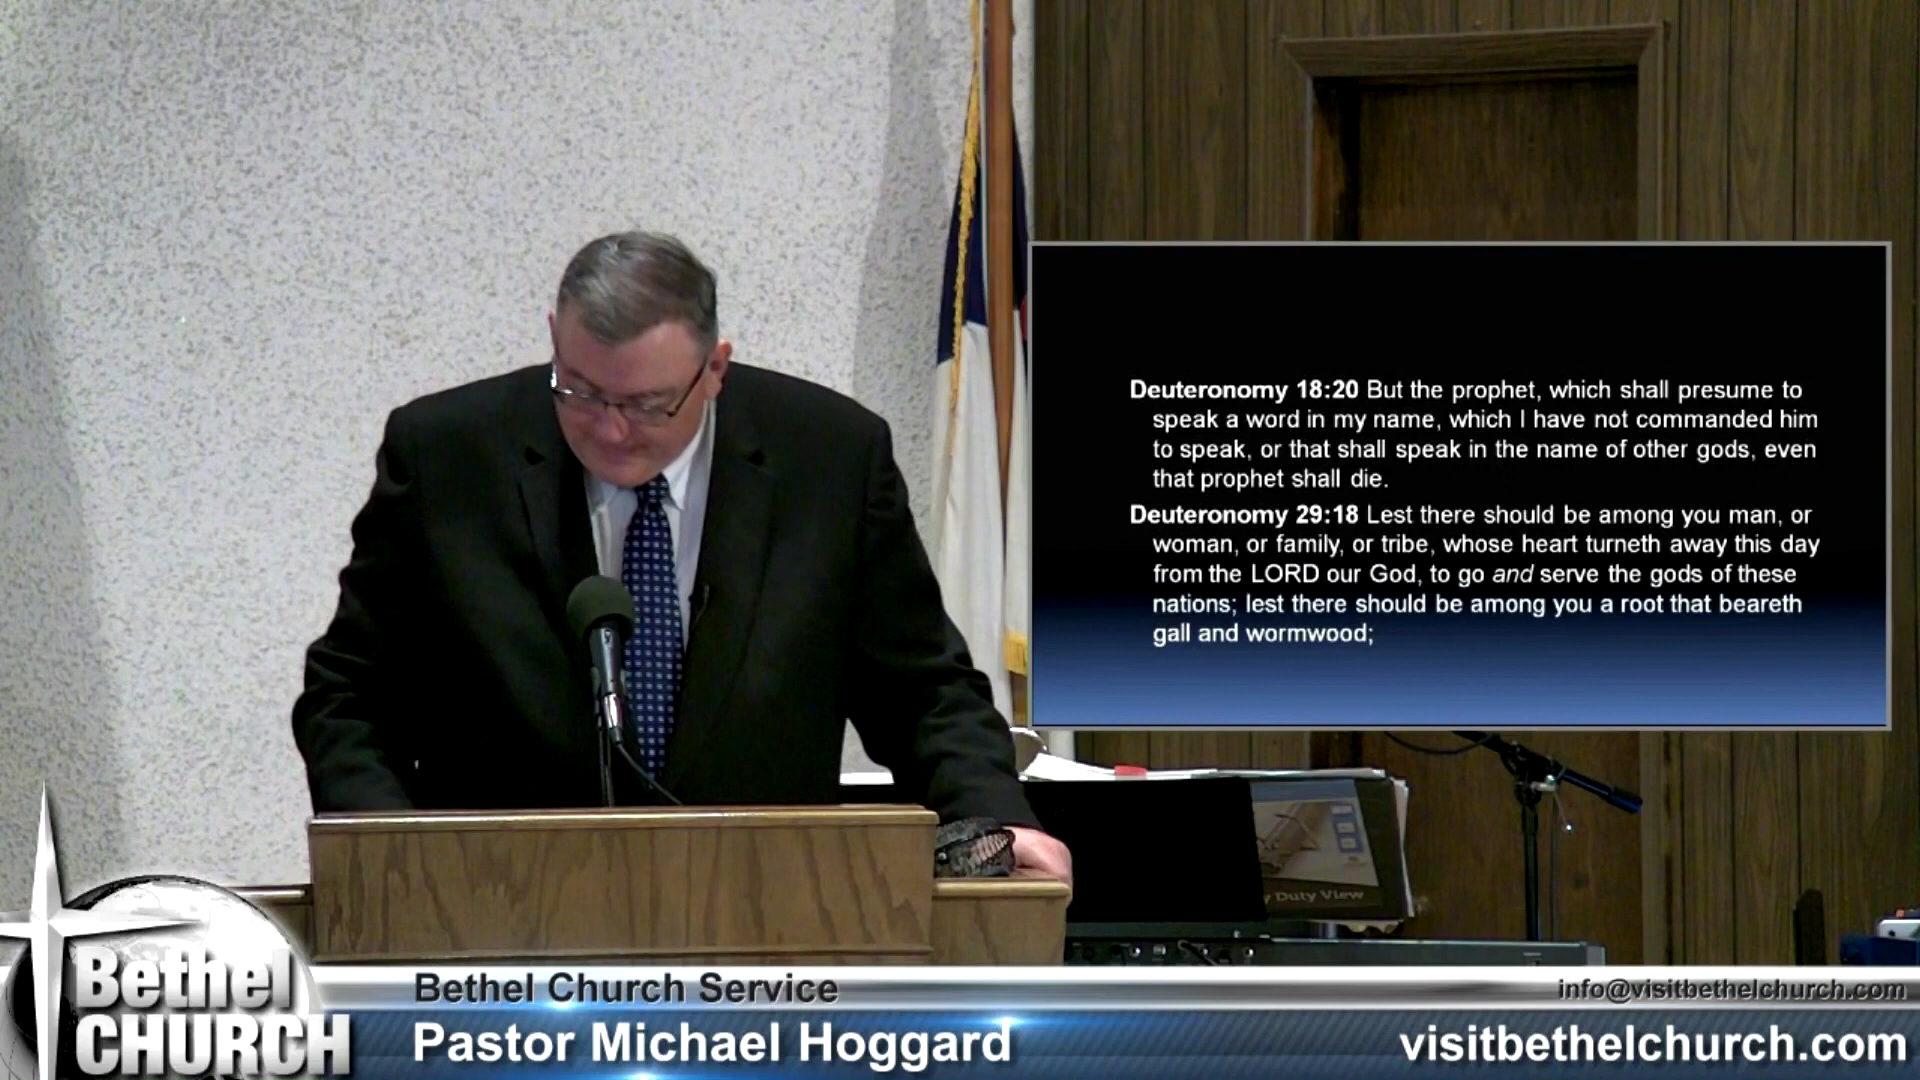 Deuteronomy 18:20 But the prophet, which shall presume to
speak a word in my name, which I have not commanded him
to speak, or that shall speak in the name of other gods, even
that prophet shall die.
Deuteronomy 29:18 Lest there should be among you man, or
woman, or family, or tribe, whose heart turneth away this day
from the LORD our God, to go and serve the gods of these
nations; lest there should be among you a root that beareth
gall and wormwood;
Duty View
Bethel
CHURCH
Bethel Church Service
Pastor Michael Hoggard
info@visitbethelchurch.com
visitbethelchurch.com